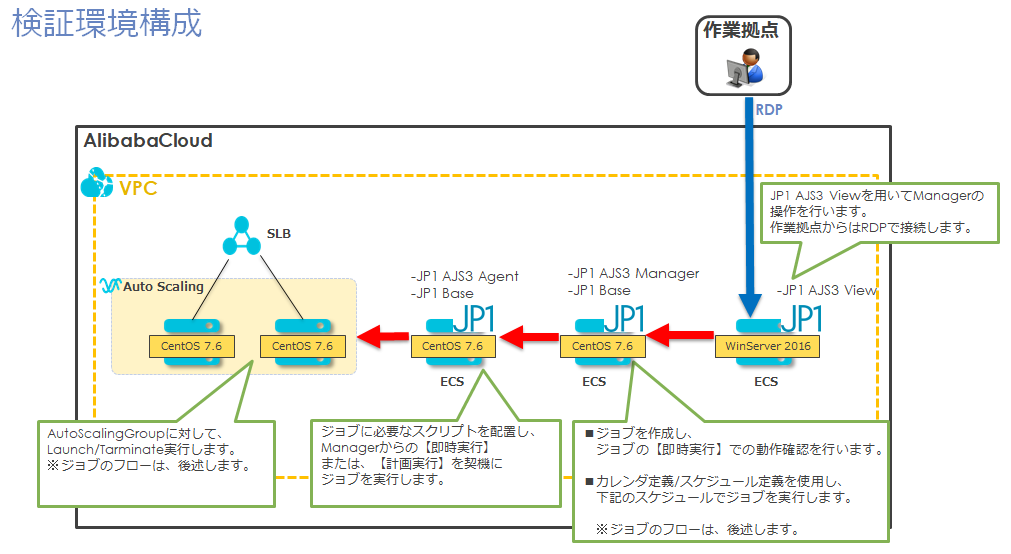 検証環境構成
作業拠点
RDP
AlibabaCloud
VPC
JP1 AJS3 Viewを用いてManagerの
操作を行います。
作業拠点からはRDPで接続します。
SLB
Auto Scaling
-JP1 AJS3 Agent
-JP1 Base
-JP1 AJS3 Manager
-JP1 Base
-JP1 AJS3 View
JP1
JP1
JP1
CentOS 7.6
CentOS 7.6
CentOS 7.6
CentOS 7.6
WinServer 2016
ECS
ECS
ECS
AutoScalingGroupに対して、
Launch/Tarminate実行します。
※ジョブのフローは、後述します。
ジョブに必要なスクリプトを配置し、
Managerからの【即時実行】
または、【計画実行】を契機に
ジョブを実行します。
■ジョブを作成し、
ジョブの【即時実行】での動作確認を行います。
■カレンダ定義/スケジュール定義を使用し、
下記のスケジュールでジョブを実行します。
※ジョブのフローは、後述します。